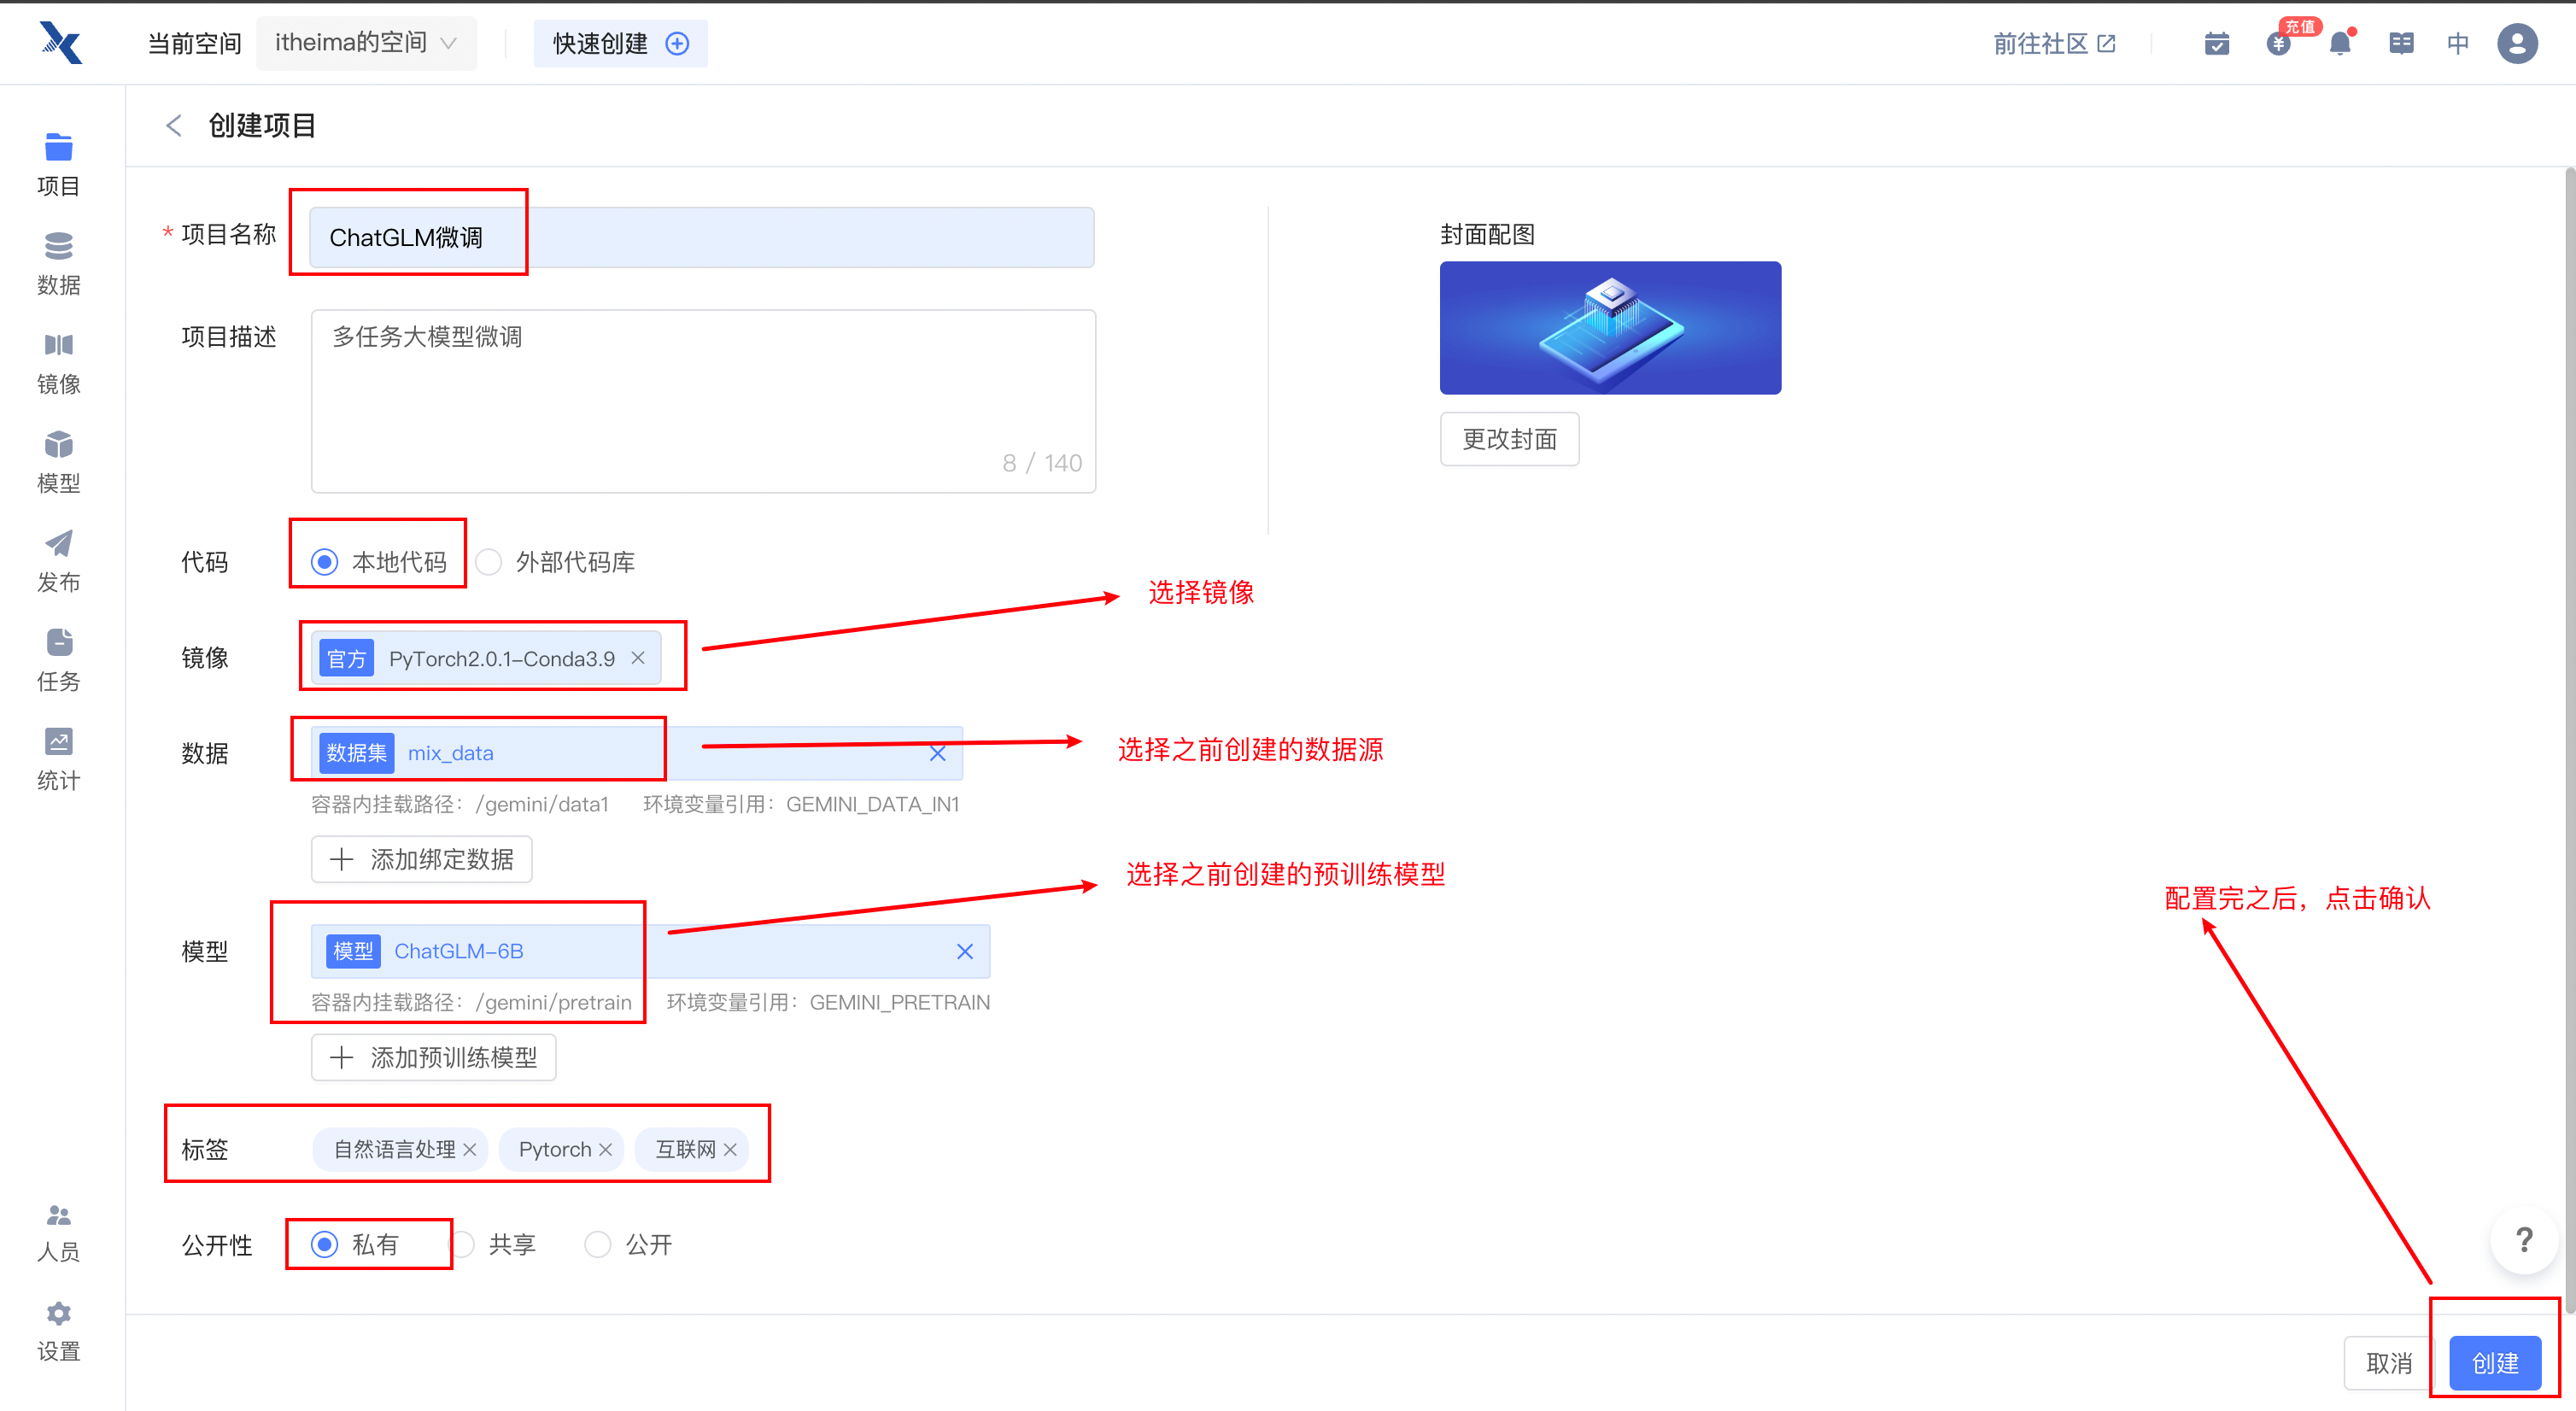 当前空间 itheima的空间 快速创建 前往社区 充值 中
创建项目
项目
数据
镜像
模型
发布
任务
统计
人员
设置
* 项目名称 ChatGLM微调
封面配图
项目描述 多任务大模型微调
8 / 140
更改封面
代码 本地代码 外部代码库
选择镜像
镜像 官方 PyTorch2.0.1-Conda3.9
数据 数据集 mix_data
选择之前创建的数据源
容器内挂载路径：/gemini/data1 环境变量引用：GEMINI_DATA_IN1
添加绑定数据
选择之前创建的预训练模型
配置完之后，点击确认
模型 模型 ChatGLM-6B
容器内挂载路径：/gemini/pretrain 环境变量引用：GEMINI_PRETRAIN
添加预训练模型
标签 自然语言处理 Pytorch 互联网
公开性 私有 共享 公开
?
取消 创建